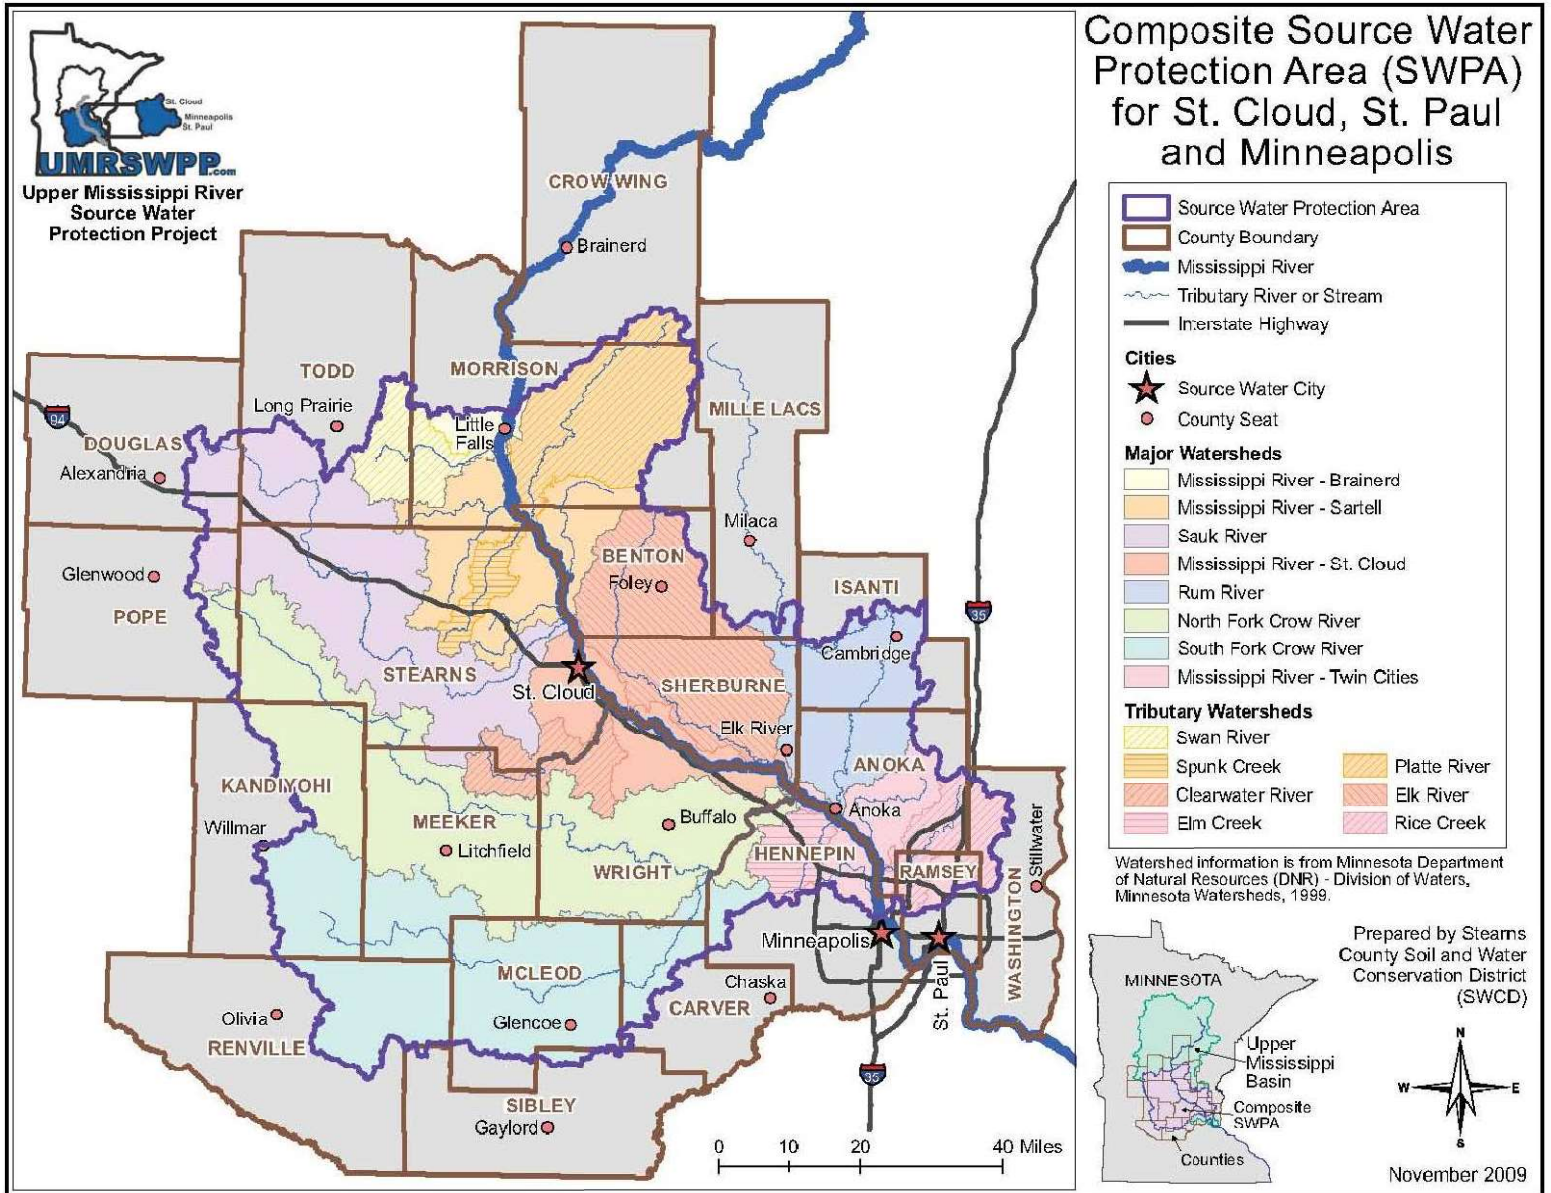 Composite Source Water
Protection Area (SWPA)
for St. Cloud, St. Paul
and Minneapolis
St. Cloud
Minneapolis
St. Paul
UMRSWPP.com
Upper Mississippi River
Source Water
Protection Project
Source Water Protection Area
County Boundary
Mississippi River
Tributary River or Stream
Interstate Highway
Cities
Source Water City
County Seat
Major Watersheds
Mississippi River - Brainerd
Mississippi River - Sartell
Sauk River
Mississippi River - St. Cloud
Rum River
North Fork Crow River
South Fork Crow River
Mississippi River - Twin Cities
Tributary Watersheds
Swan River
Spunk Creek
Platte River
Clearwater River
Elk River
Elm Creek
Rice Creek
Watershed information is from Minnesota Department
of Natural Resources (DNR) - Division of Waters,
Minnesota Watersheds, 1999.
Prepared by Stearns
County Soil and Water
Conservation District
(SWCD)
MINNESOTA
Upper
Mississippi
Basin
Composite
SWPA
Counties
N
W
E
S
November 2009
CROW WING
Brainerd
TODD
MORRISON
Long Prairie
MILLE LACS
94
Little
Falls
DOUGLAS
Alexandria
Milaca
BENTON
Glenwood
Foley
ISANTI
POPE
35
Cambridge
STEARNS
St. Cloud
SHERBURNE
Elk River
ANOKA
KANDIYOHI
Willmar
MEEKER
Litchfield
Buffalo
Anoka
WRIGHT
HENNEPIN
RAMSEY
Stillwater
WASHINGTON
Minneapolis
St. Paul
MCLEOD
Chaska
CARVER
Olivia
Glencoe
RENVILLE
35
SIBLEY
Gaylord
0 10 20 40 Miles